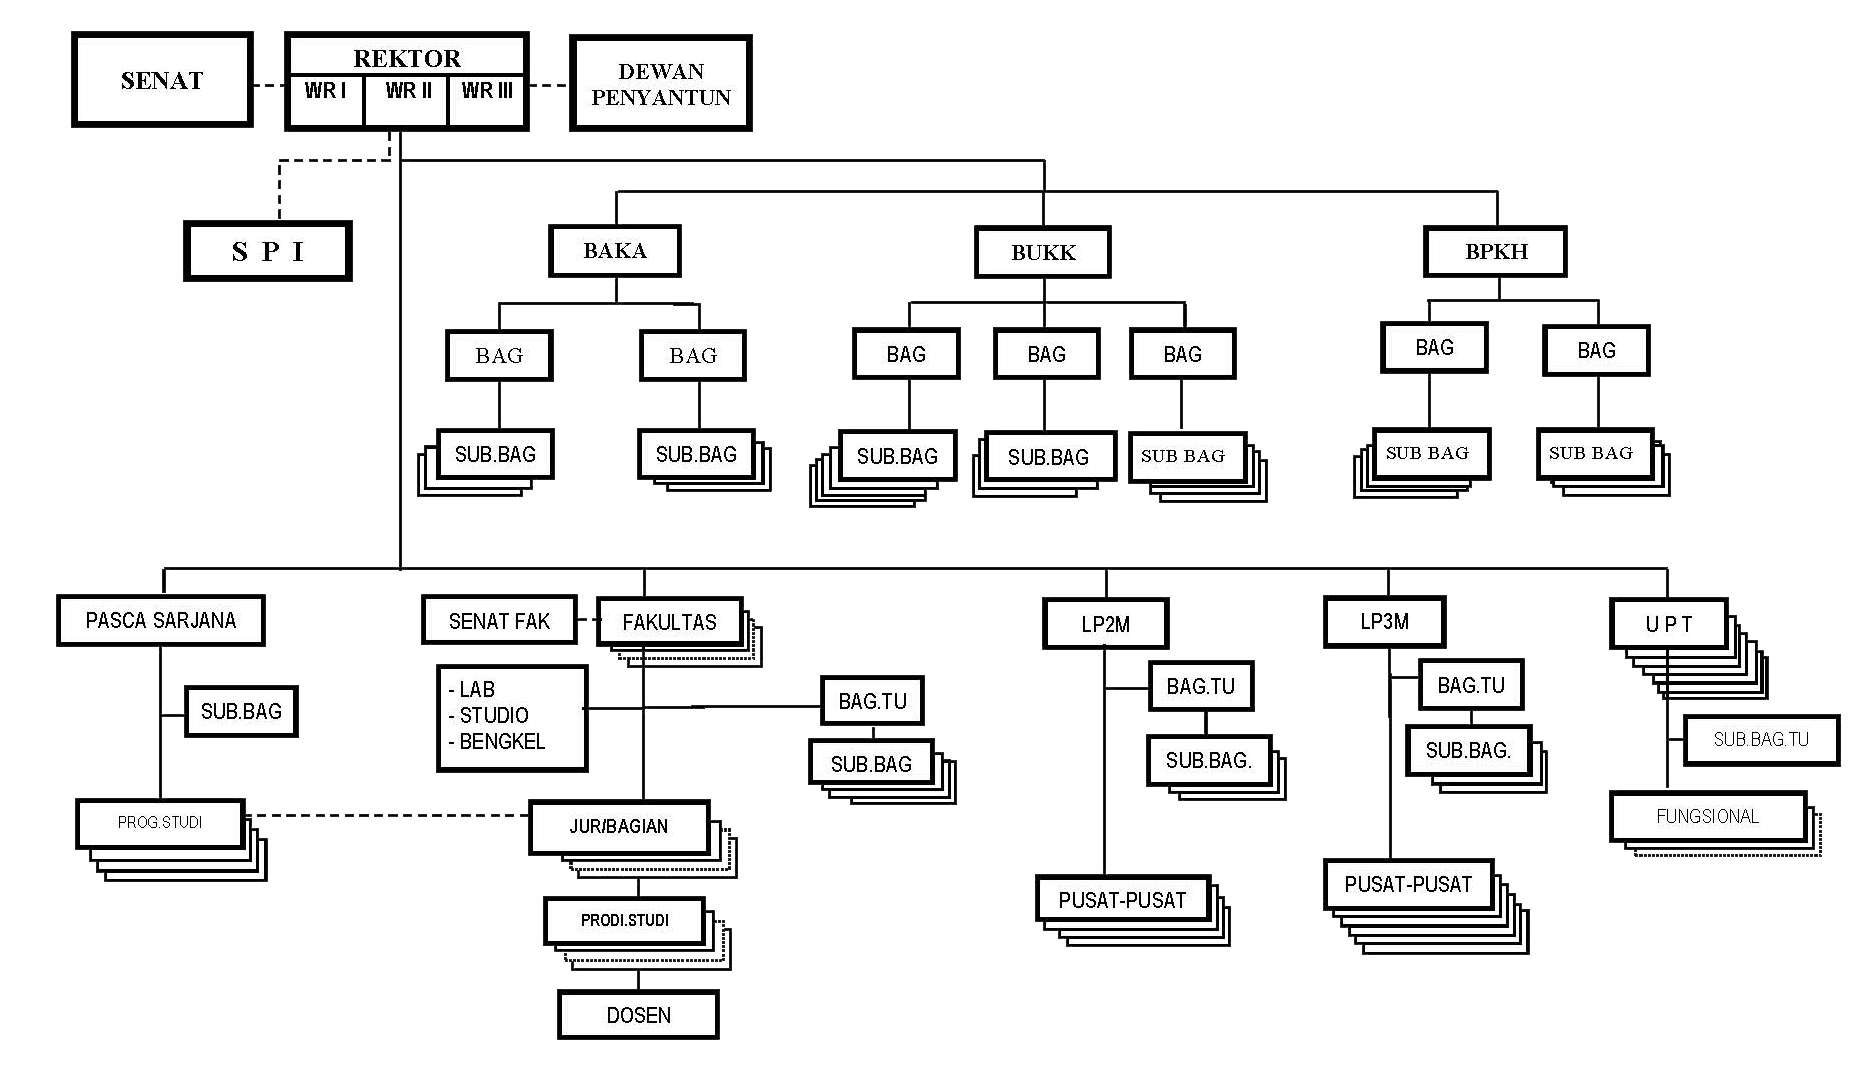 SENAT
REKTOR
WR I
WR II
WR III
DEWAN
PENYANTUN
S P I
BAKA
BUKK
BPKH
BAG
BAG
BAG
BAG
BAG
BAG
BAG
SUB.BAG
SUB.BAG
SUB.BAG
SUB.BAG
SUB BAG
SUB BAG
SUB BAG
PASCA SARJANA
SENAT FAK
FAKULTAS
LP2M
LP3M
U P T
SUB.BAG
- LAB
- STUDIO
- BENGKEL
BAG.TU
SUB.BAG
BAG.TU
SUB.BAG.
BAG.TU
SUB.BAG.
SUB.BAG.TU
PROG.STUDI
JUR/BAGIAN
FUNGSIONAL
PUSAT-PUSAT
PUSAT-PUSAT
PRODI.STUDI
DOSEN